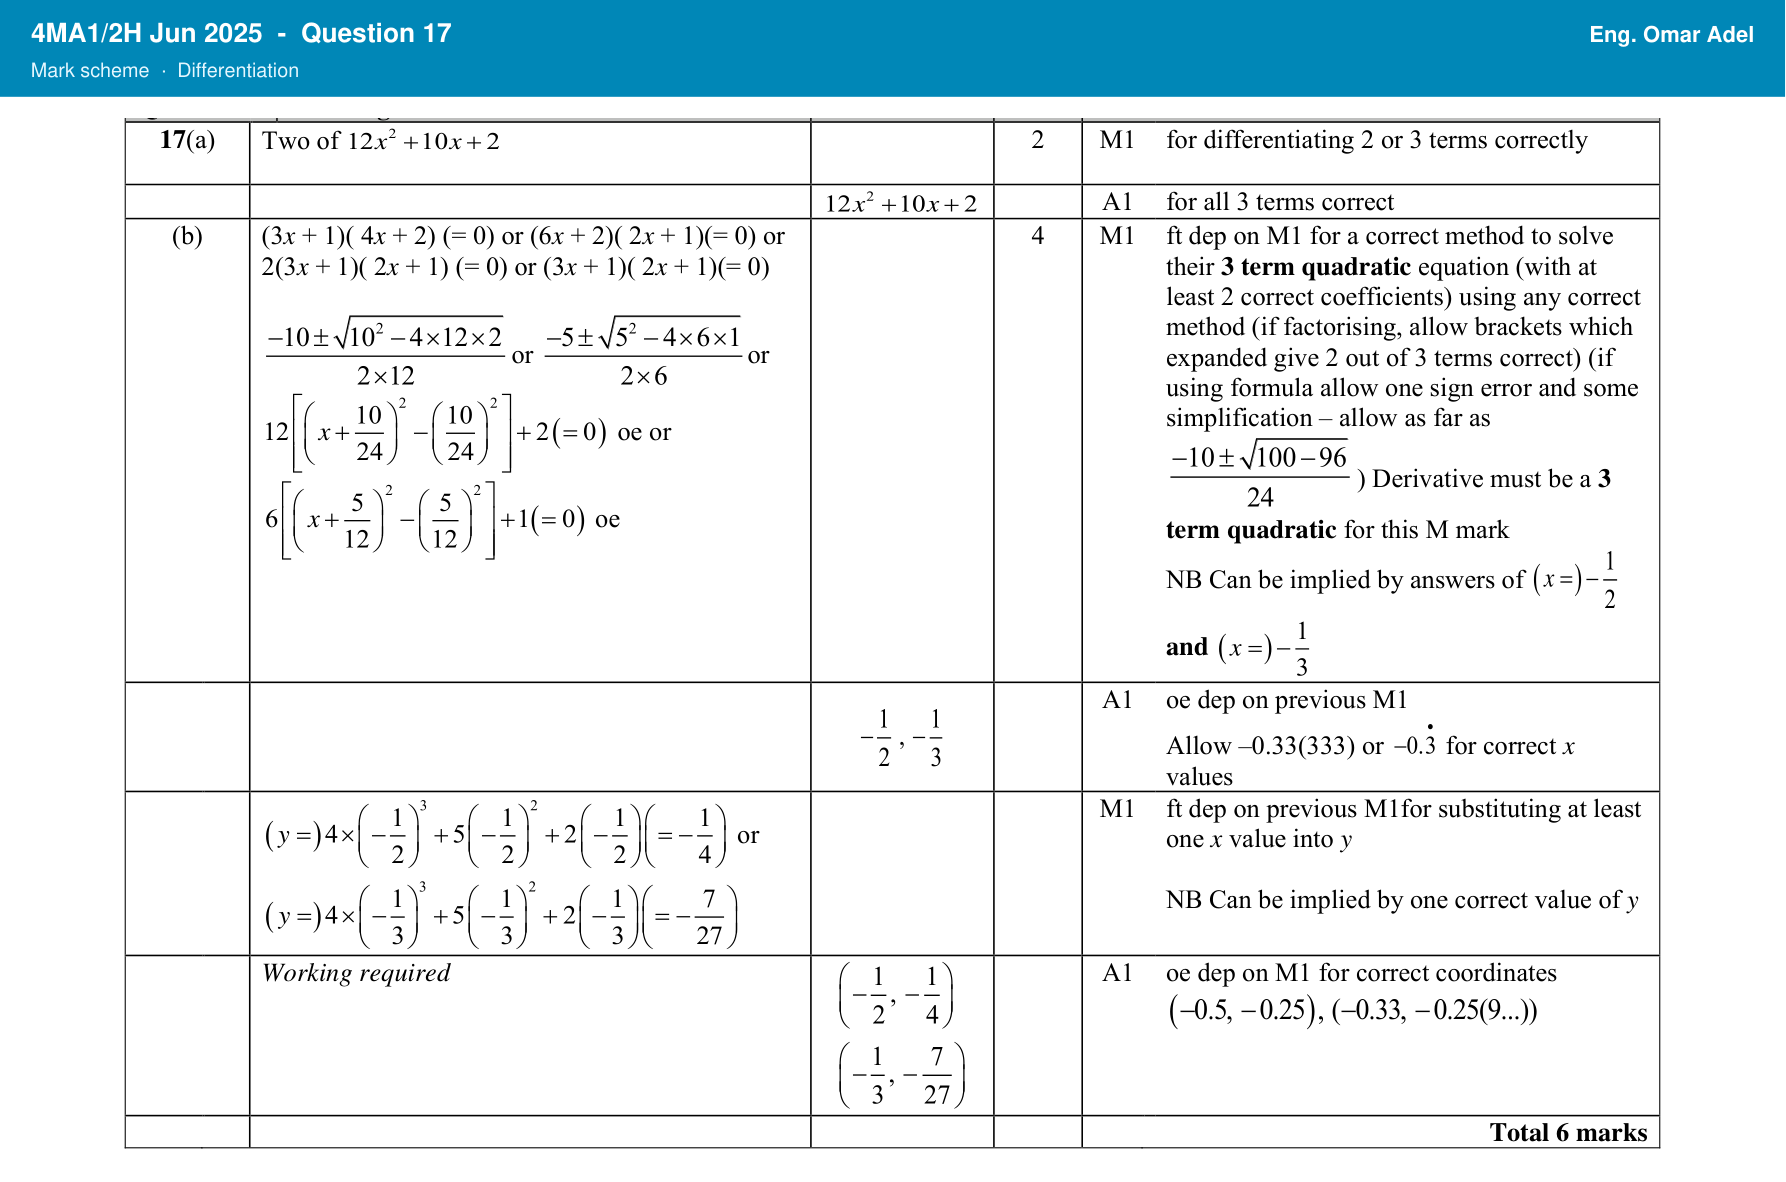 4MA1/2H Jun 2025 - Question 17
Eng. Omar Adel
Mark scheme · Differentiation
17(a) Two of 12x² + 10x + 2 2 M1 for differentiating 2 or 3 terms correctly
12x² + 10x + 2 A1 for all 3 terms correct
(b) (3x + 1)( 4x + 2) (= 0) or (6x + 2)( 2x + 1)(= 0) or
2(3x + 1)( 2x + 1) (= 0) or (3x + 1)( 2x + 1)(= 0)
(−10 ± √(10² − 4×12×2))/(2×12) or (−5 ± √(5² − 4×6×1))/(2×6) or
12[(x + 10/24)² − (10/24)²] + 2(= 0) oe or
6[(x + 5/12)² − (5/12)²] + 1(= 0) oe
4 M1 ft dep on M1 for a correct method to solve
their 3 term quadratic equation (with at
least 2 correct coefficients) using any correct
method (if factorising, allow brackets which
expanded give 2 out of 3 terms correct) (if
using formula allow one sign error and some
simplification – allow as far as
(−10 ± √(100 − 96))/24 ) Derivative must be a 3
term quadratic for this M mark
NB Can be implied by answers of (x =) −1/2
and (x =) −1/3
−1/2 , −1/3 A1 oe dep on previous M1
Allow –0.33(333) or −0.3̇ for correct x
values
(y =) 4×(−1/2)³ + 5(−1/2)² + 2(−1/2)(= −1/4) or
(y =) 4×(−1/3)³ + 5(−1/3)² + 2(−1/3)(= −7/27)
M1 ft dep on previous M1for substituting at least
one x value into y
NB Can be implied by one correct value of y
Working required (−1/2, −1/4) A1 oe dep on M1 for correct coordinates
(−0.5, −0.25), (−0.33, −0.25(9...))
(−1/3, −7/27)
Total 6 marks